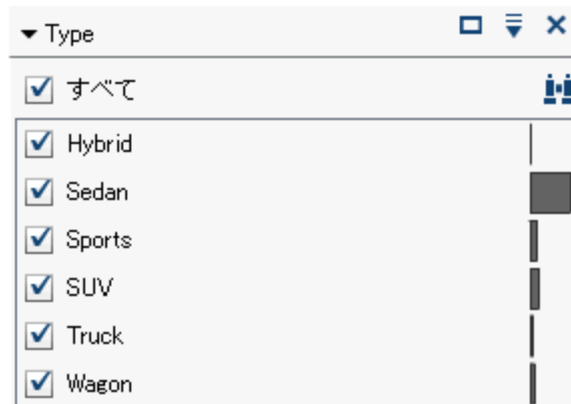 Type
すべて
Hybrid
Sedan
Sports
SUV
Truck
Wagon